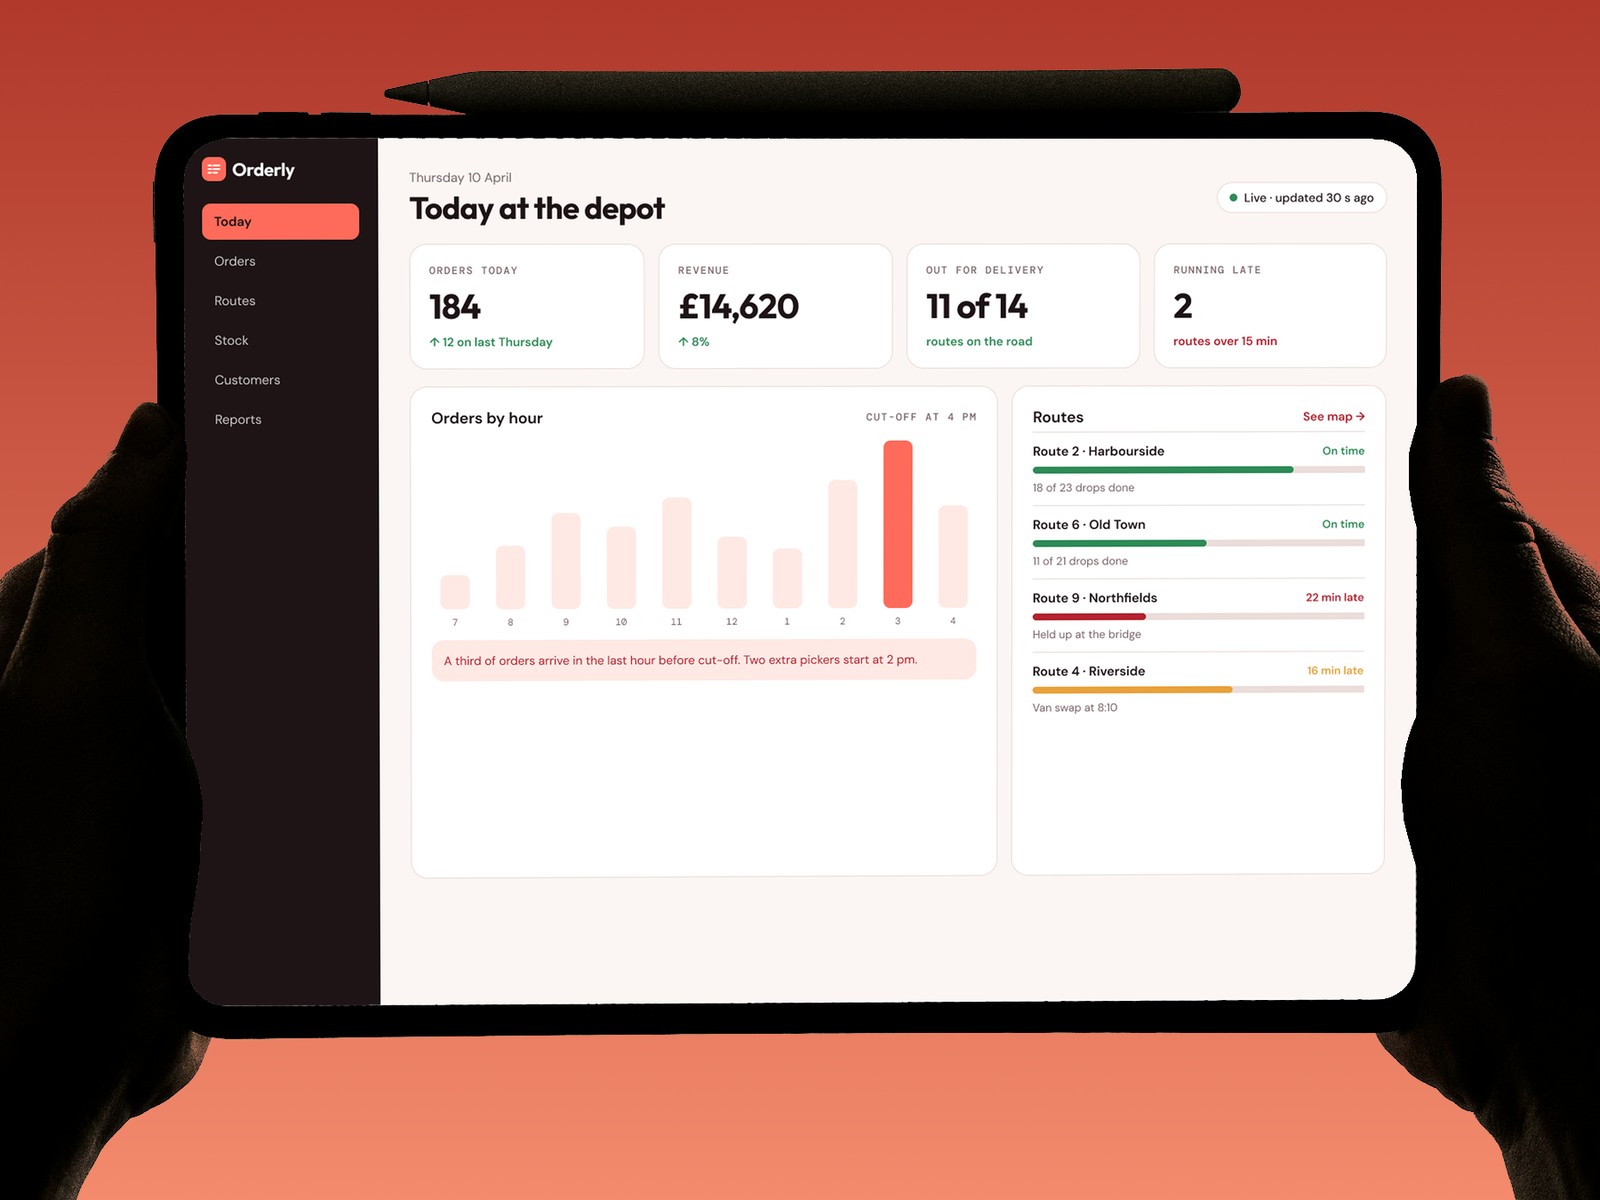 Orderly
Today
Orders
Routes
Stock
Customers
Reports
Thursday 10 April
Today at the depot
Live · updated 30 s ago
ORDERS TODAY
184
↑ 12 on last Thursday
REVENUE
£14,620
↑ 8%
OUT FOR DELIVERY
11 of 14
routes on the road
RUNNING LATE
2
routes over 15 min
Orders by hour
CUT-OFF AT 4 PM
7 8 9 10 11 12 1 2 3 4
A third of orders arrive in the last hour before cut-off. Two extra pickers start at 2 pm.
Routes
See map →
Route 2 · Harbourside
On time
18 of 23 drops done
Route 6 · Old Town
On time
11 of 21 drops done
Route 9 · Northfields
22 min late
Held up at the bridge
Route 4 · Riverside
16 min late
Van swap at 8:10